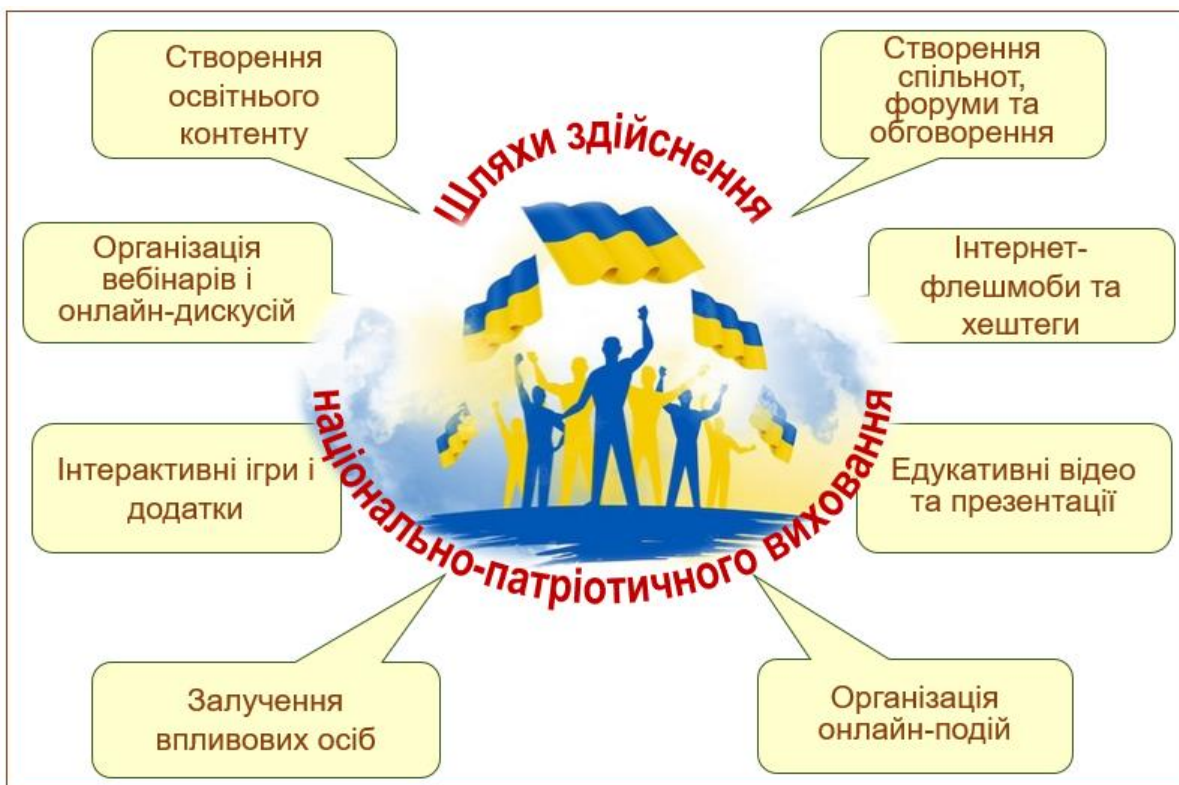 Шляхи здійснення
національно-патріотичного виховання
Створення
освітнього
контенту
Створення
спільнот,
форуми та
обговорення
Організація
вебінарів і
онлайн-дискусій
Інтернет-
флешмоби та
хештеги
Інтерактивні ігри і
додатки
Едукативні відео
та презентації
Залучення
впливових осіб
Організація
онлайн-подій